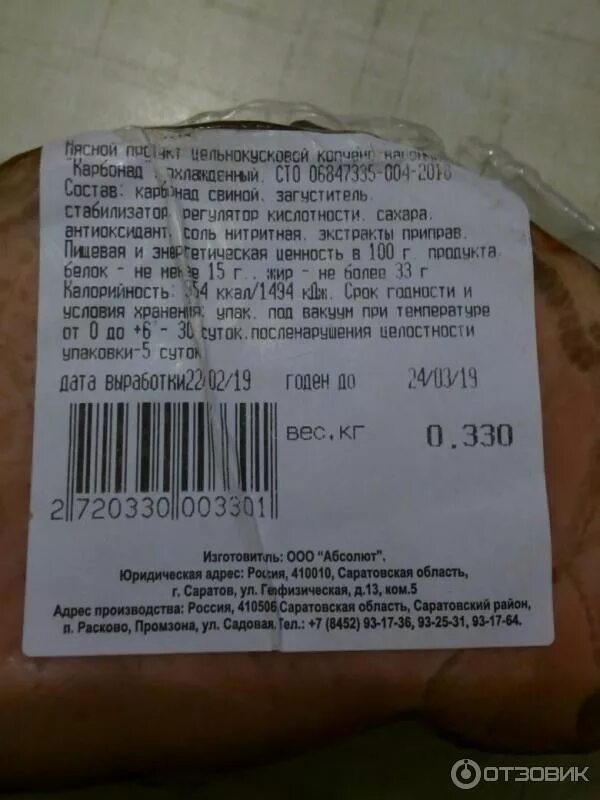 Мясной продукт цельнокусковой копчено
"Карбонад охлажденный, СТО 06847335-004-2018
Состав: карбонад свиной, загуститель,
стабилизатор, регулятор кислотности, сахара,
антиоксидант, соль нитритная, экстракты приправ.
Пищевая и энергетическая ценность в 100 г. продукта
белок - не менее 15 г., жир - не более 33 г
Калорийность: 354 ккал/1494 кДж. Срок годности и
условия хранения: упак. под вакуум при температуре
от 0 до +6 - 30 суток,посленарушения целостности
упаковки-5 суток
дата выработки22/02/19 годен до 24/03/19
вес,кг 0.330
2 720330 003301
Изготовитель: ООО "Абсолют",
Юридическая адрес: Россия, 410010, Саратовская область,
г. Саратов, ул. Геофизическая, д.13, ком.5
Адрес производства: Россия, 410506 Саратовская область, Саратовский район,
п. Расково, Промзона, ул. Садовая. Тел.: +7 (8452) 93-17-36, 93-25-31, 93-17-64.
ОТЗОВИК